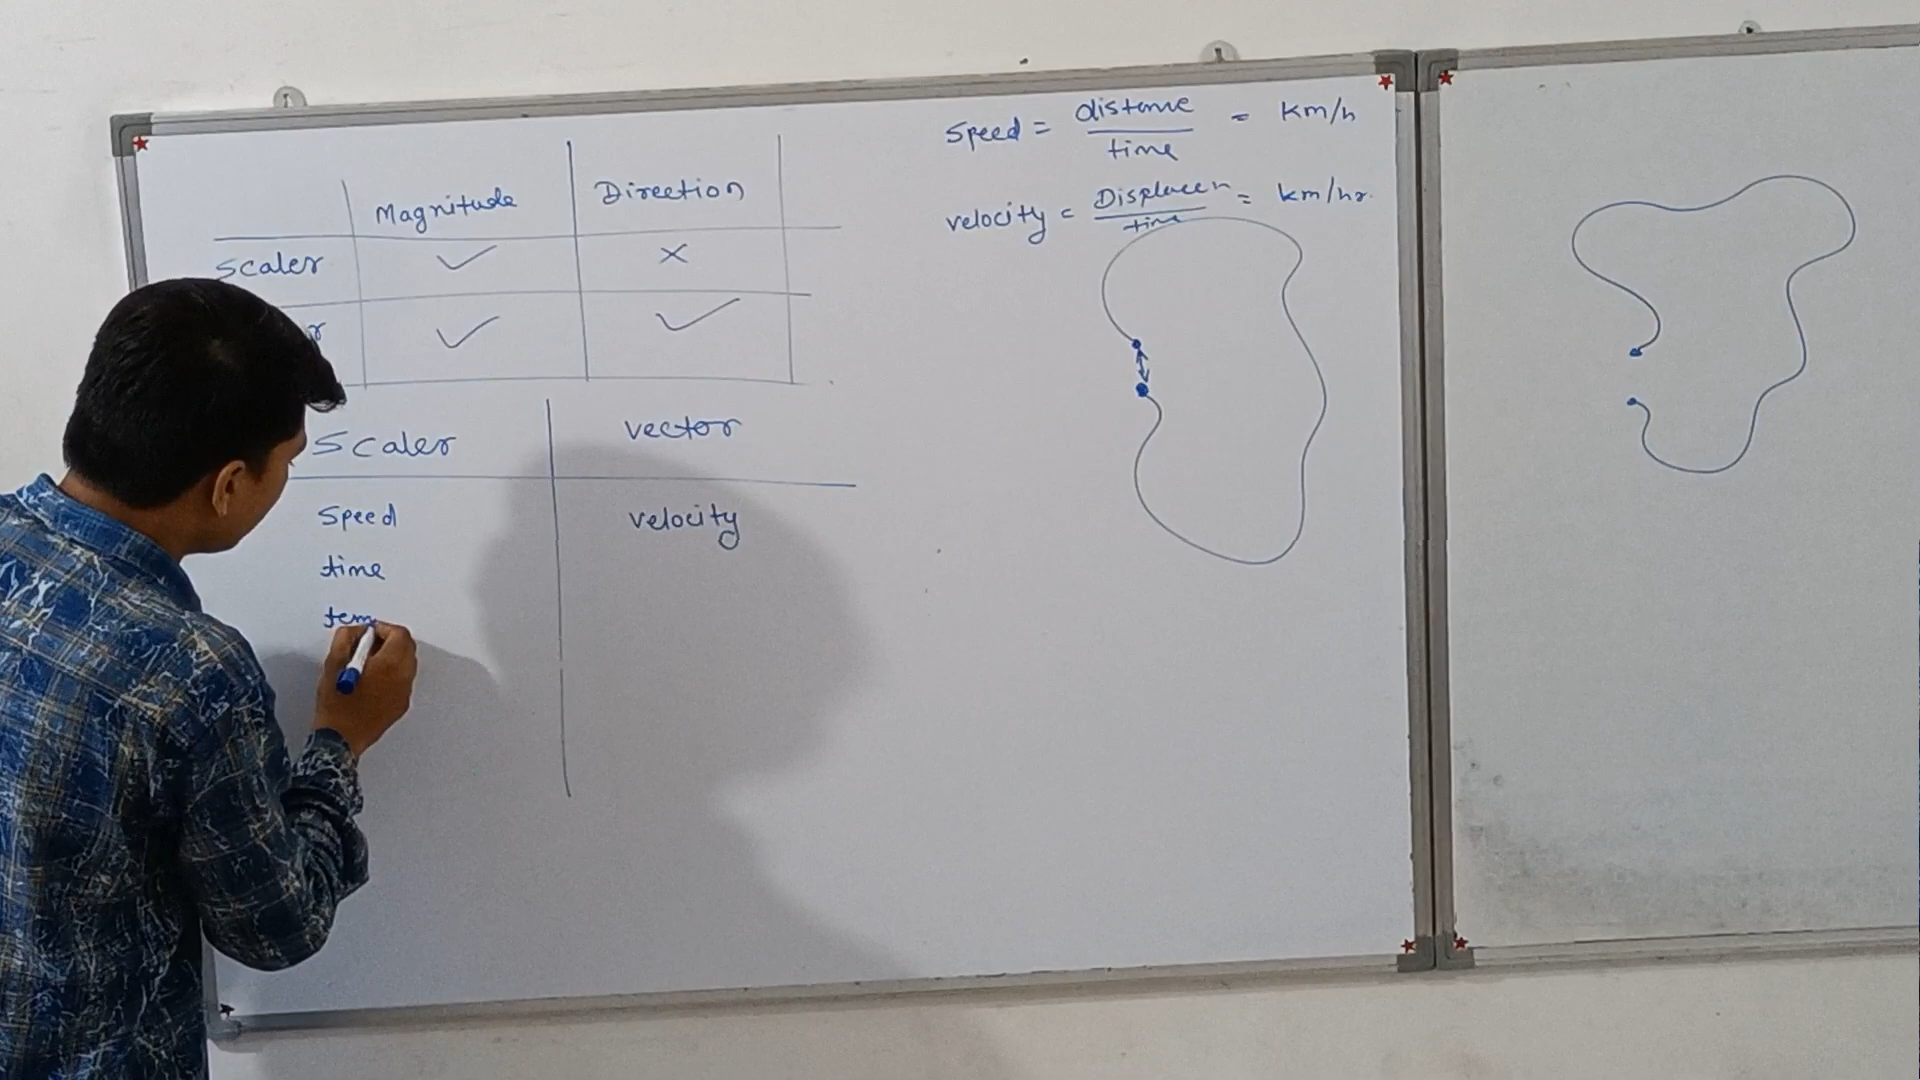 Magnitude Direction
Scaler ✓ ×
r ✓ ✓
Scaler vector
Speed velocity
time
tem
Speed = distance / time = km/h
velocity = Displacen / time = km/hr.